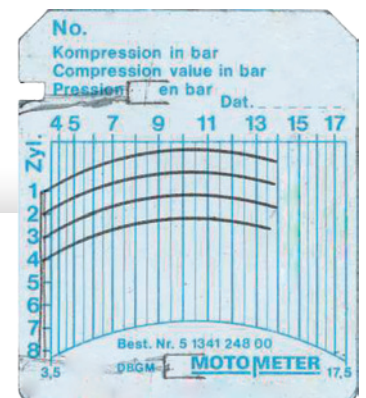 No.
Kompression in bar
Compression value in bar
Pression en bar
Dat.
4 5 7 9 11 13 15 17
Zyl.
1
2
3
4
5
6
7
8
3,5
Best. Nr. 5 1341 248 00
DBGM
MOTOMETER
17,5